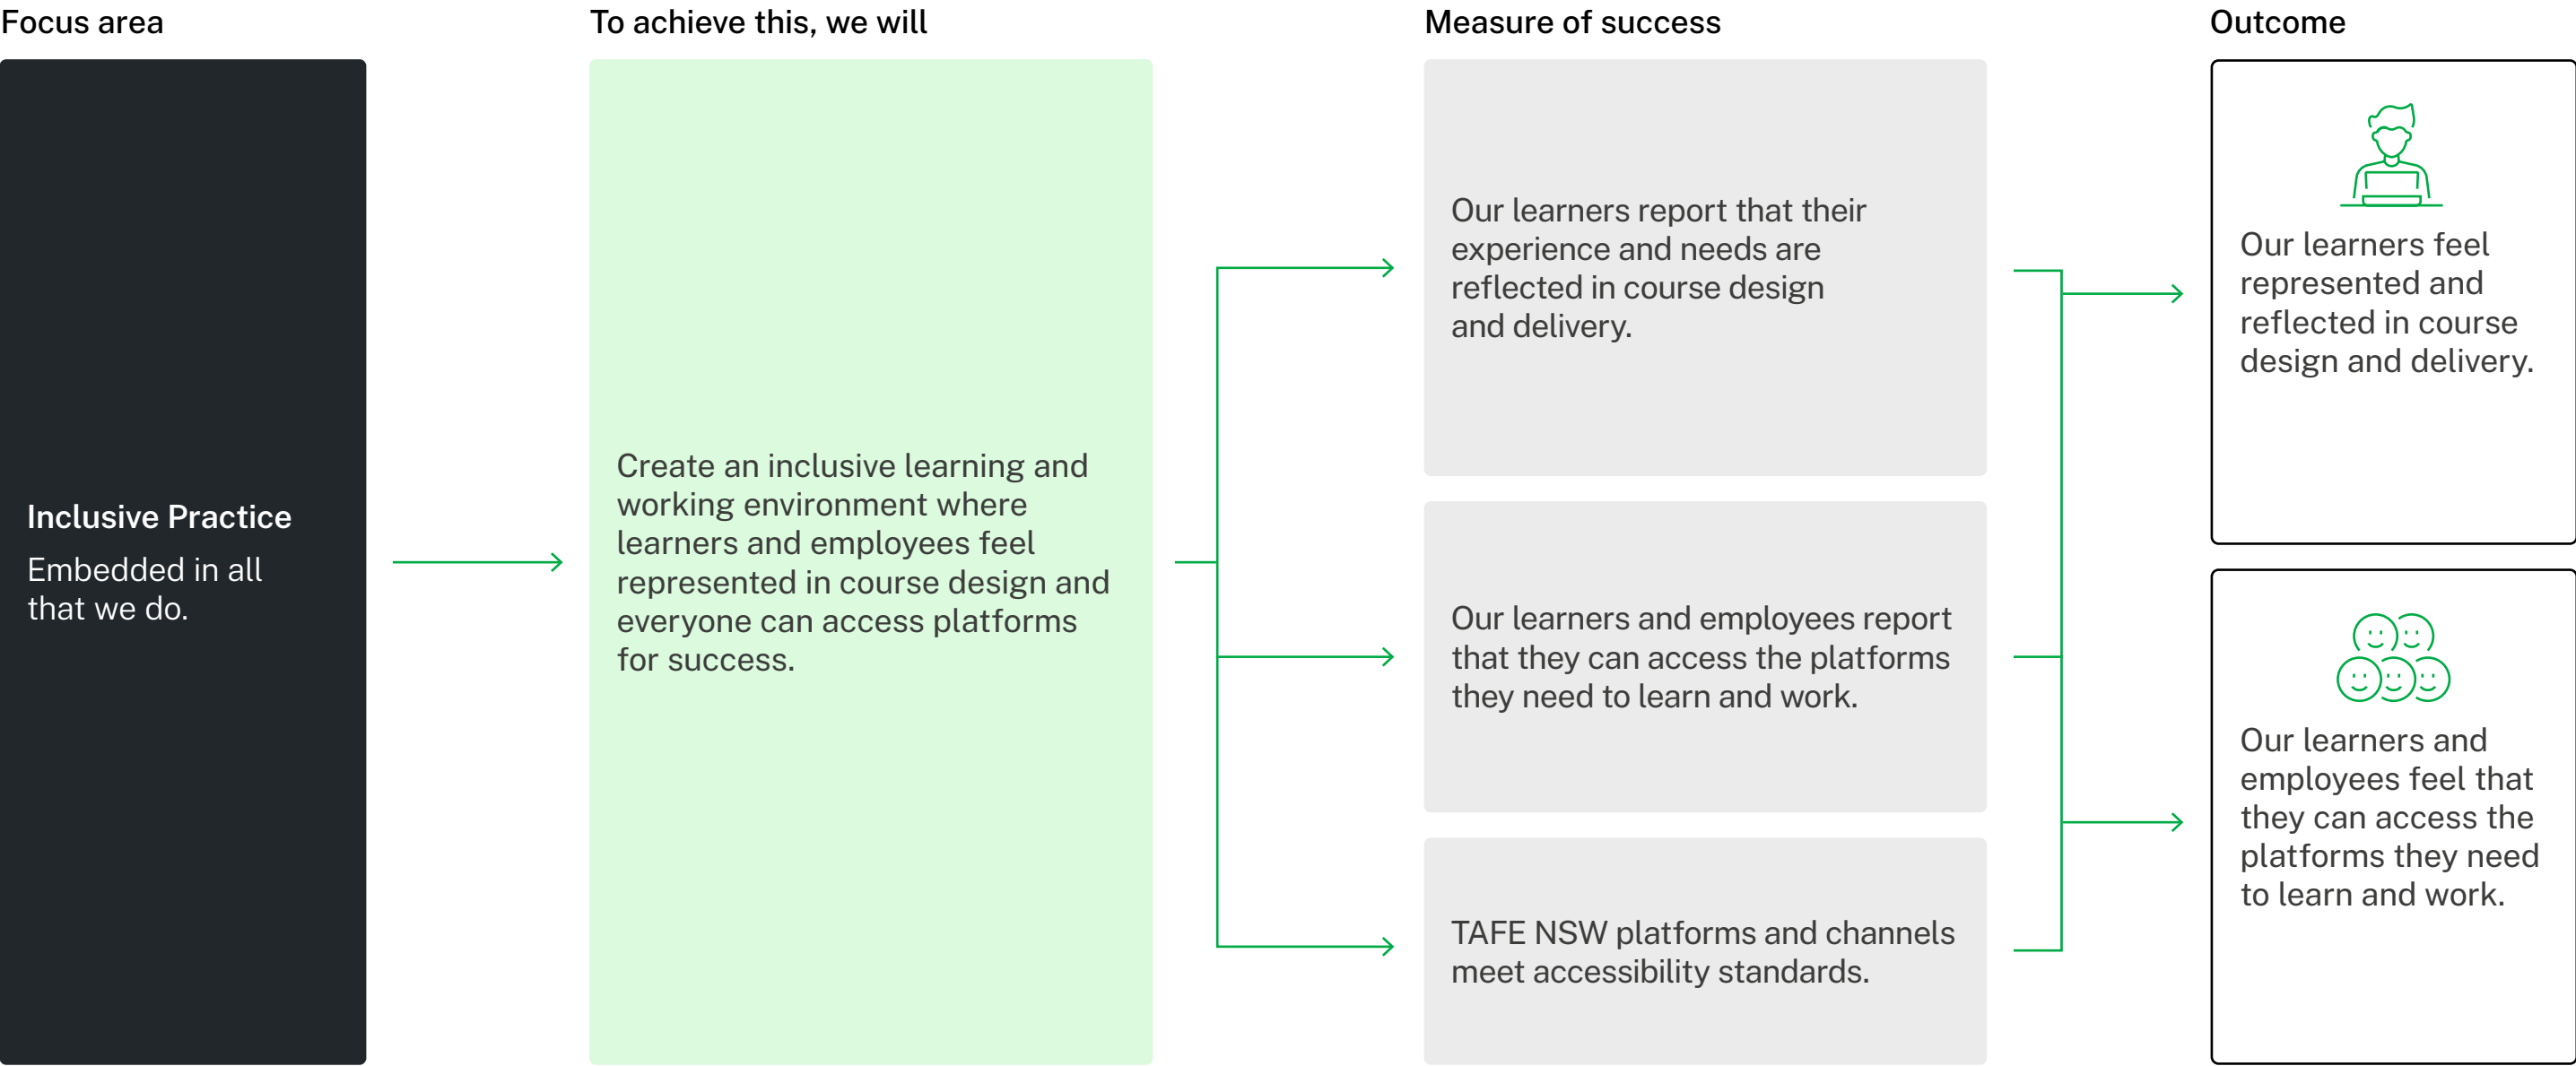 Focus area
Inclusive Practice
Embedded in all
that we do.
To achieve this, we will
Create an inclusive learning and
working environment where
learners and employees feel
represented in course design and
everyone can access platforms
for success.
Measure of success
Our learners report that their
experience and needs are
reflected in course design
and delivery.
Our learners and employees report
that they can access the platforms
they need to learn and work.
TAFE NSW platforms and channels
meet accessibility standards.
Outcome
Our learners feel
represented and
reflected in course
design and delivery.
Our learners and
employees feel that
they can access the
platforms they need
to learn and work.